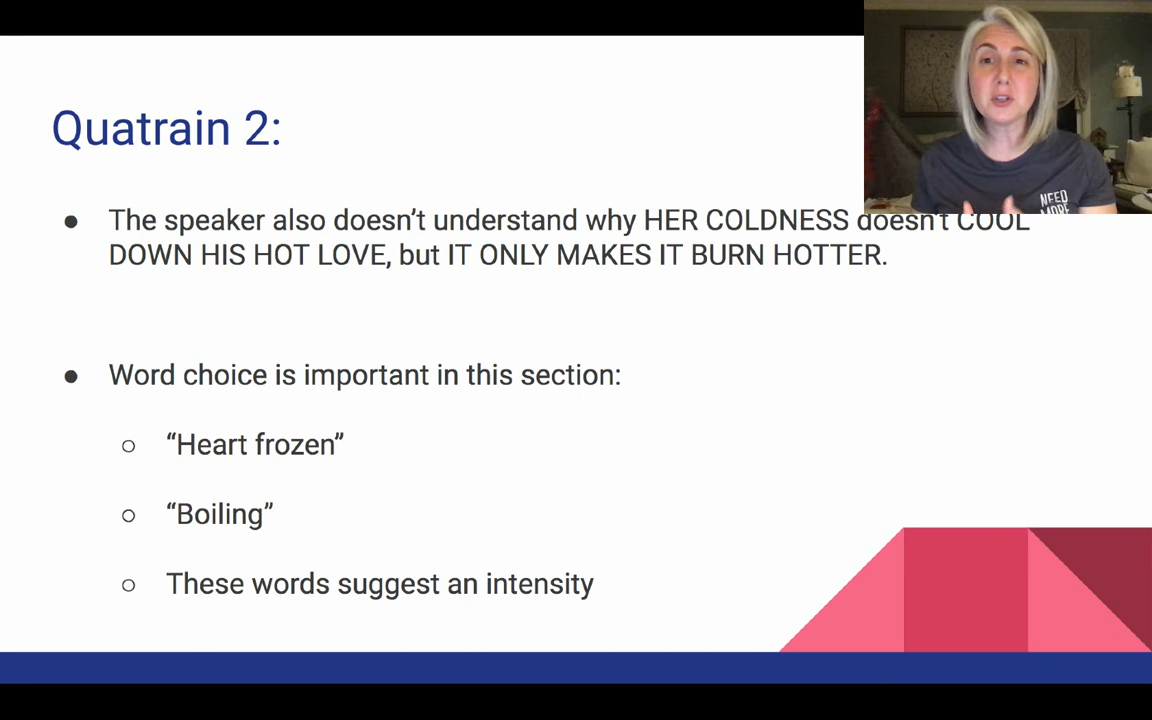 Quatrain 2:
● The speaker also doesn’t understand why HER COLDNESS doesn’t COOL
DOWN HIS HOT LOVE, but IT ONLY MAKES IT BURN HOTTER.
● Word choice is important in this section:
○ “Heart frozen”
○ “Boiling”
○ These words suggest an intensity
NEED
MORE